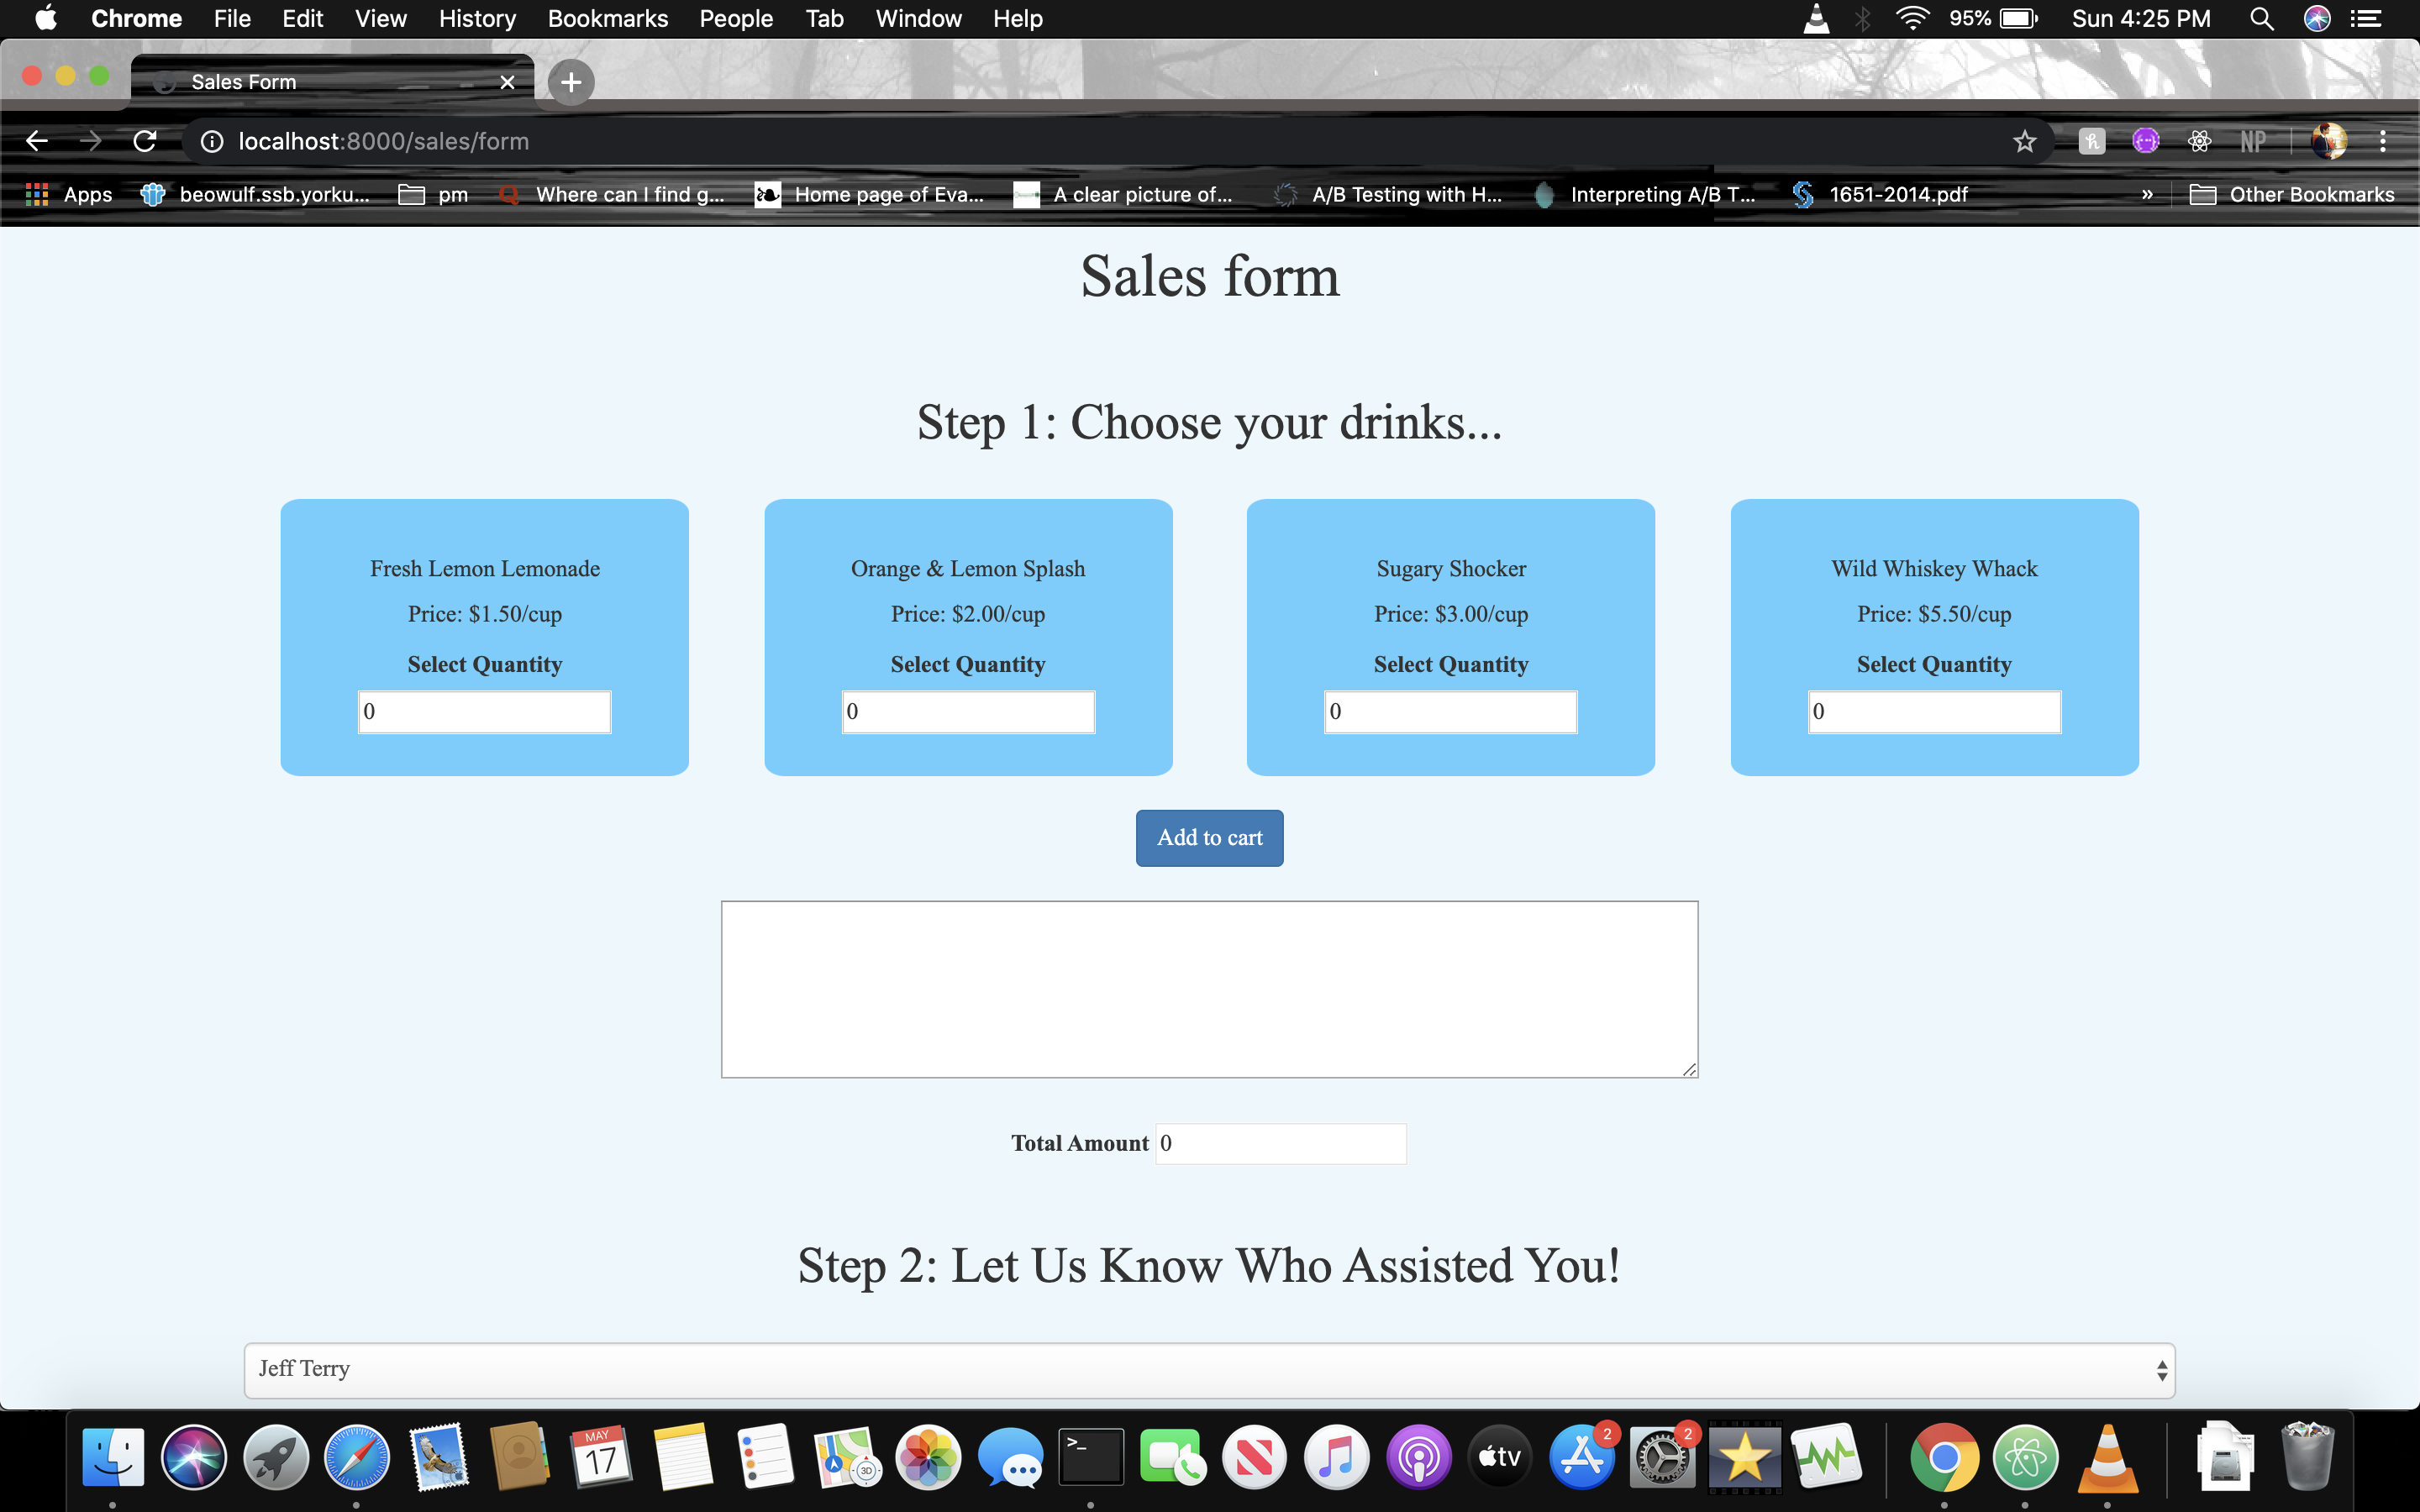 Chrome File Edit View History Bookmarks People Tab Window Help 95% Sun 4:25 PM
Sales Form
localhost:8000/sales/form NP
Apps beowulf.ssb.yorku... pm Where can I find g... Home page of Eva... A clear picture of... A/B Testing with H... Interpreting A/B T... 1651-2014.pdf » Other Bookmarks
Sales form
Step 1: Choose your drinks...
Fresh Lemon Lemonade
Price: $1.50/cup
Select Quantity
0
Orange & Lemon Splash
Price: $2.00/cup
Select Quantity
0
Sugary Shocker
Price: $3.00/cup
Select Quantity
0
Wild Whiskey Whack
Price: $5.50/cup
Select Quantity
0
Add to cart
Total Amount 0
Step 2: Let Us Know Who Assisted You!
Jeff Terry
MAY
17
3D
>_
tv
2
2